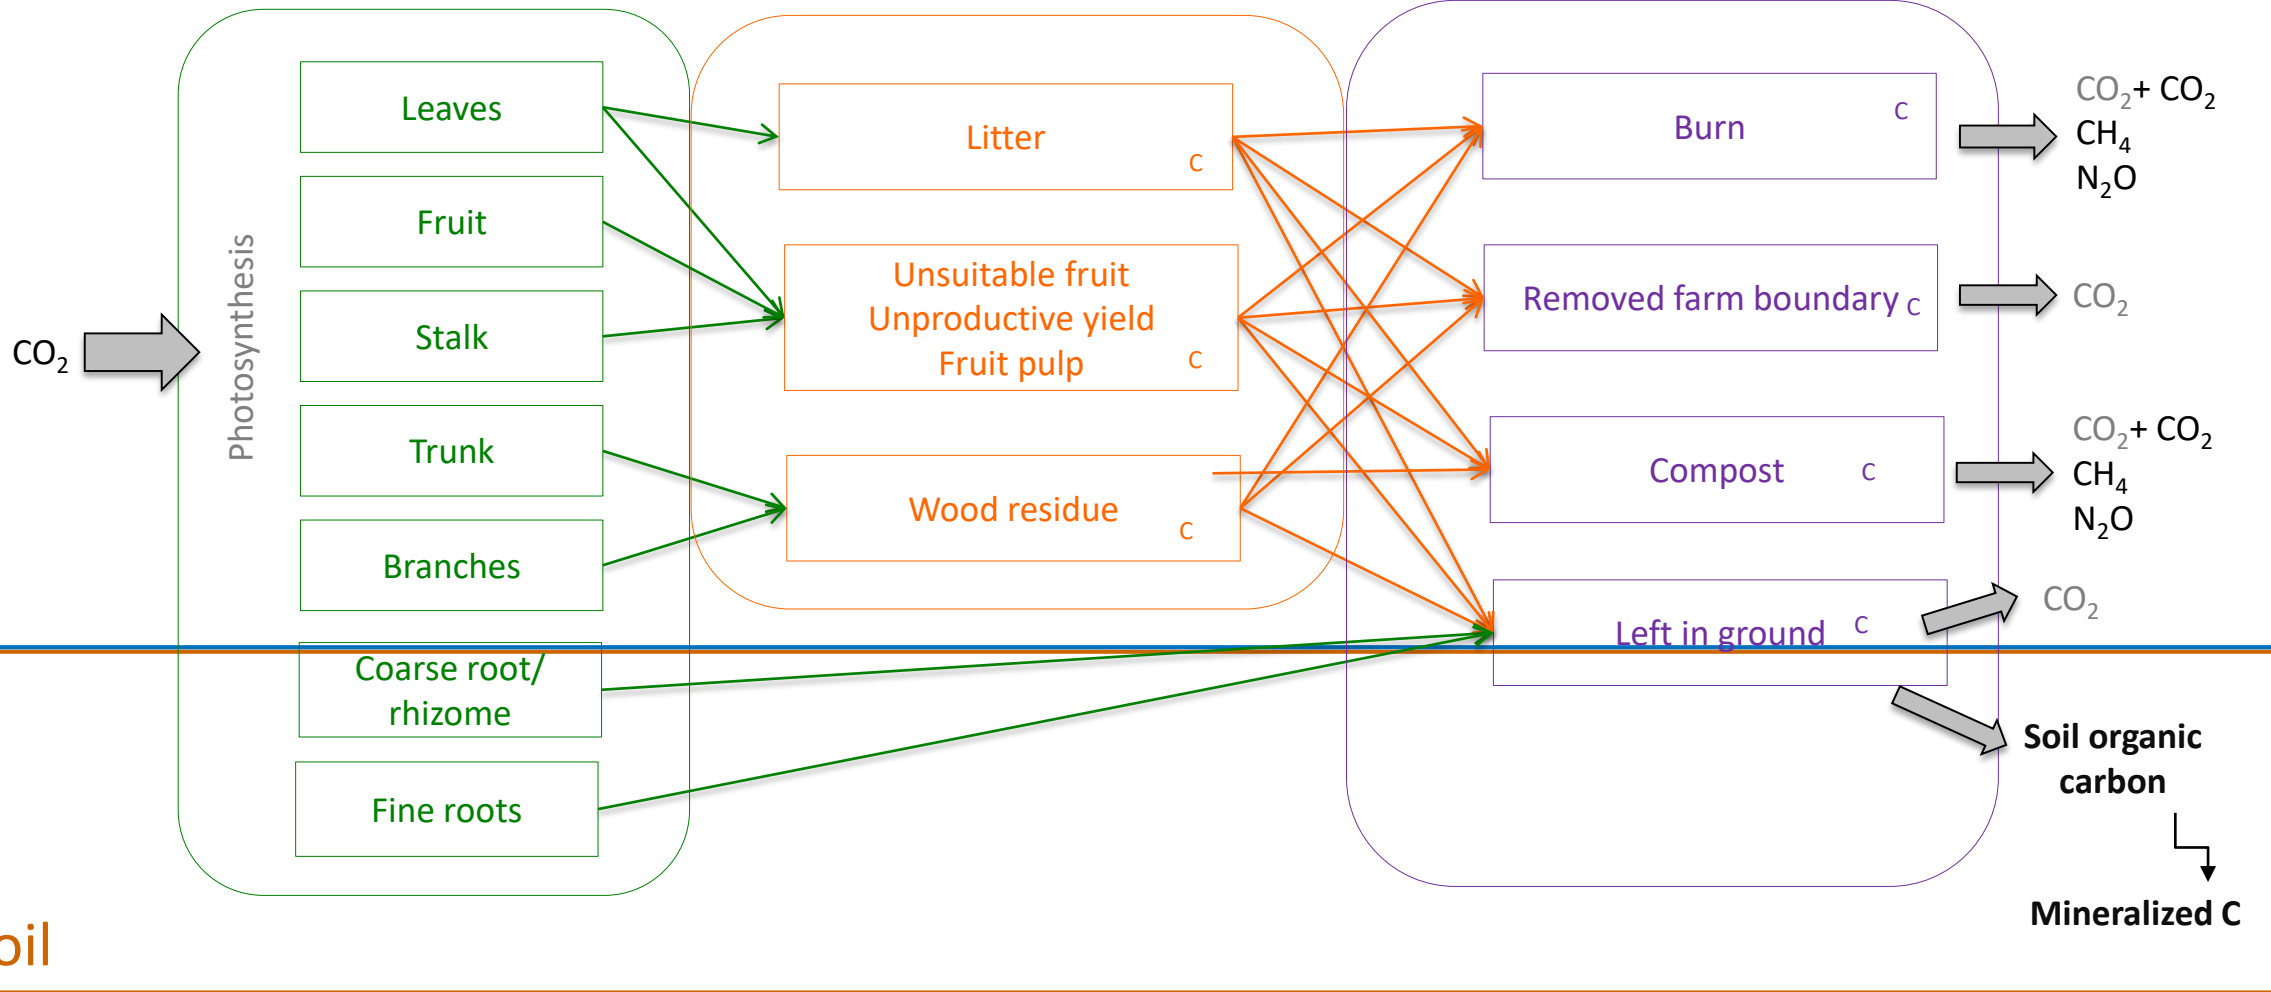 CO₂
Photosynthesis
Leaves
Fruit
Stalk
Trunk
Branches
Coarse root/
rhizome
Fine roots
Litter
C
Unsuitable fruit
Unproductive yield
Fruit pulp
C
Wood residue
C
Burn
C
Removed farm boundary
C
Compost
C
Left in ground
C
CO₂+ CO₂
CH₄
N₂O
CO₂
CO₂+ CO₂
CH₄
N₂O
CO₂
Soil organic
carbon
Mineralized C
oil